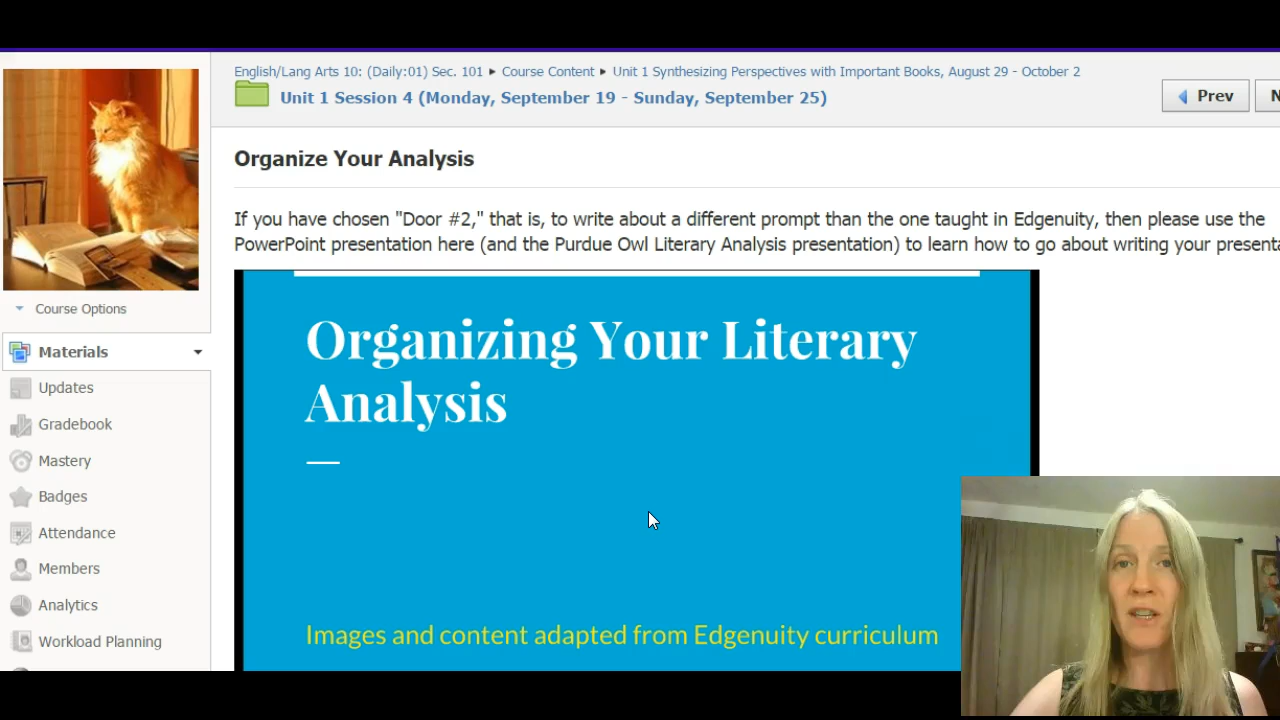 English/Lang Arts 10: (Daily:01) Sec. 101 ▸ Course Content ▸ Unit 1 Synthesizing Perspectives with Important Books, August 29 - October 2
Unit 1 Session 4 (Monday, September 19 - Sunday, September 25)
Prev
Organize Your Analysis
If you have chosen "Door #2," that is, to write about a different prompt than the one taught in Edgenuity, then please use the
PowerPoint presentation here (and the Purdue Owl Literary Analysis presentation) to learn how to go about writing your presenta
Course Options
Materials
Updates
Gradebook
Mastery
Badges
Attendance
Members
Analytics
Workload Planning
Organizing Your Literary
Analysis
Images and content adapted from Edgenuity curriculum